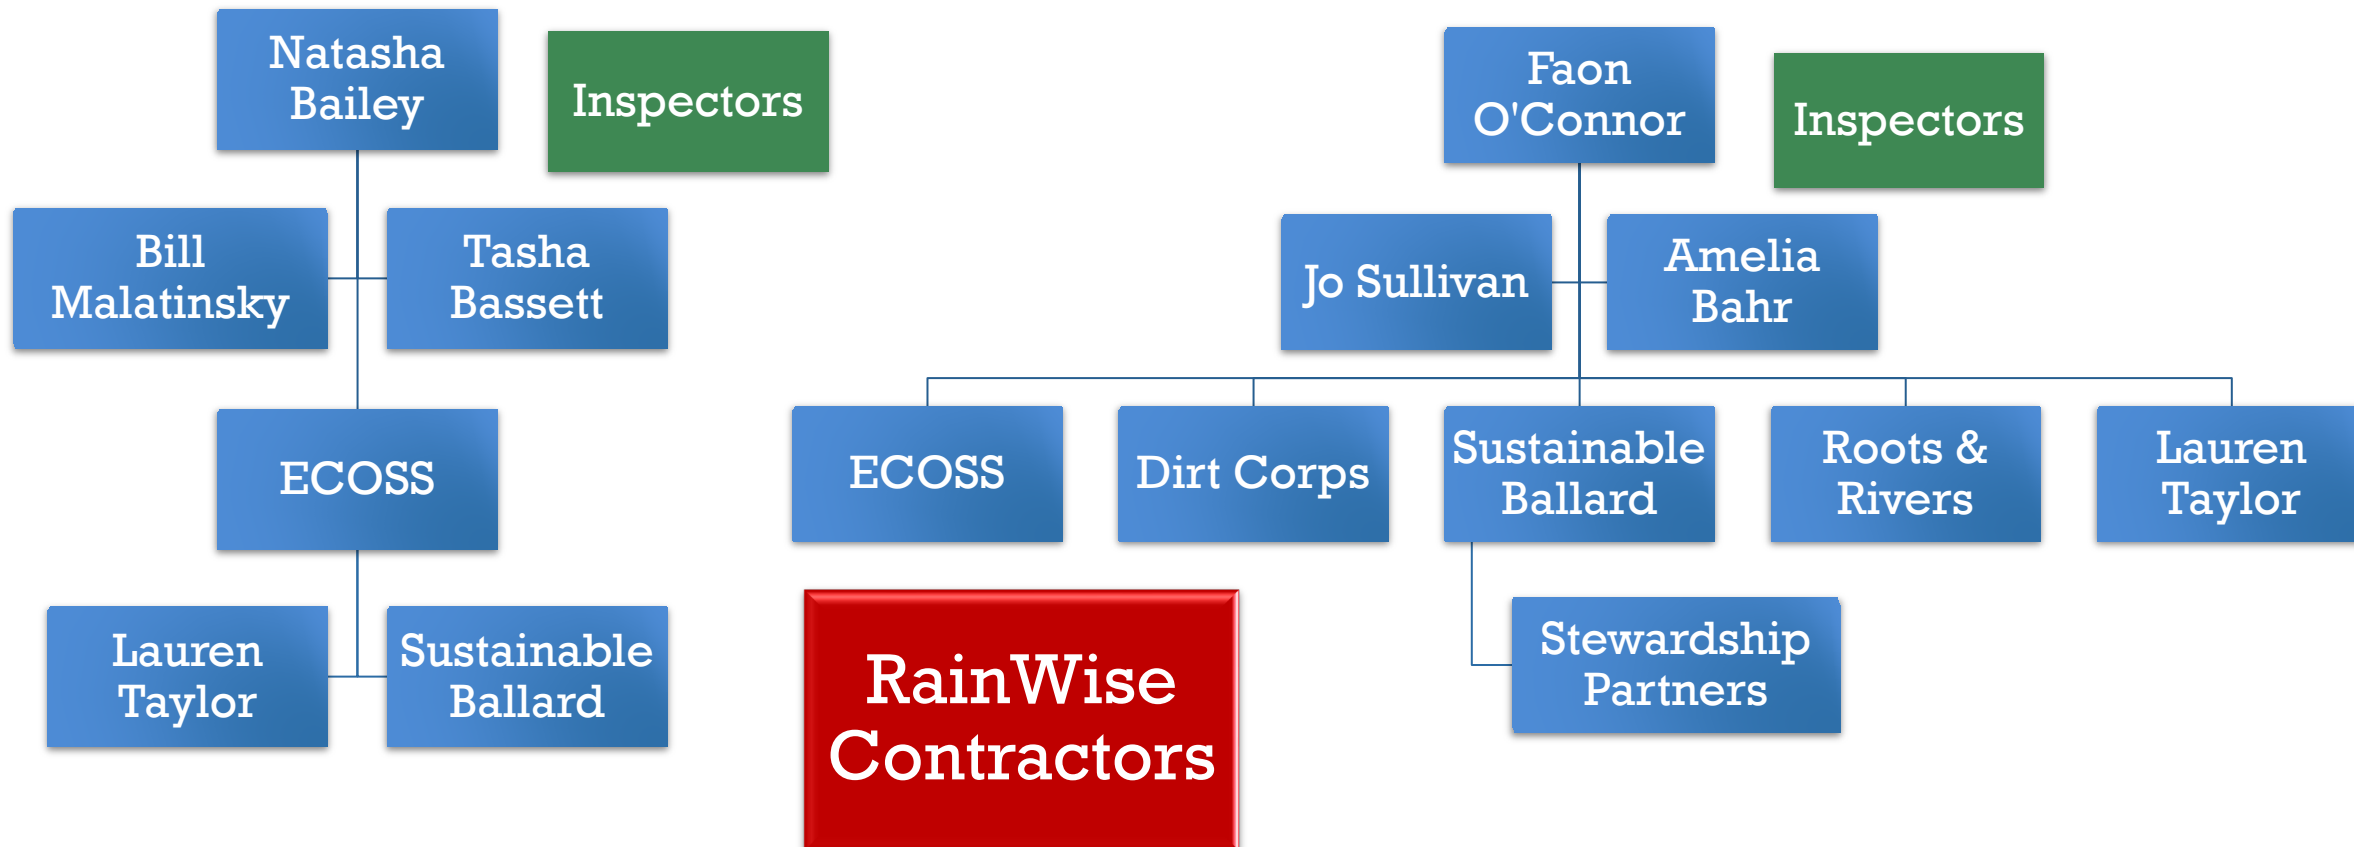 Natasha
Bailey
Inspectors
Bill
Malatinsky
Tasha
Bassett
ECOSS
Lauren
Taylor
Sustainable
Ballard
Faon
O'Connor
Inspectors
Jo Sullivan
Amelia
Bahr
ECOSS
Dirt Corps
Sustainable
Ballard
Roots &
Rivers
Lauren
Taylor
Stewardship
Partners
RainWise
Contractors